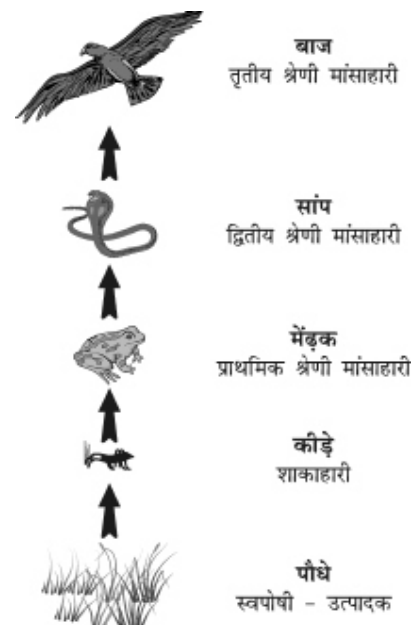 बाज
तृतीय श्रेणी मांसाहारी
सांप
द्वितीय श्रेणी मांसाहारी
मेंढ़क
प्राथमिक श्रेणी मांसाहारी
कीड़े
शाकाहारी
पौधे
स्वपोषी - उत्पादक